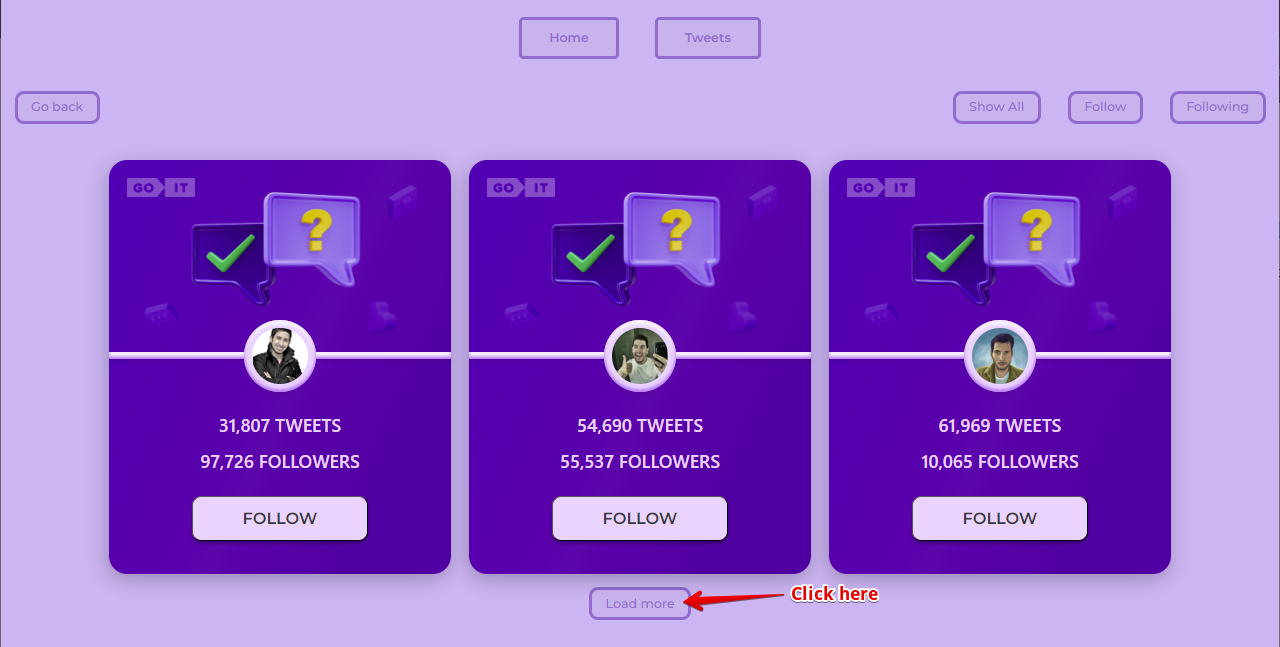 Home Tweets
Go back Show All Follow Following
GO IT GO IT GO IT
?
?
?
31,807 TWEETS 54,690 TWEETS 61,969 TWEETS
97,726 FOLLOWERS 55,537 FOLLOWERS 10,065 FOLLOWERS
FOLLOW FOLLOW FOLLOW
Load more Click here